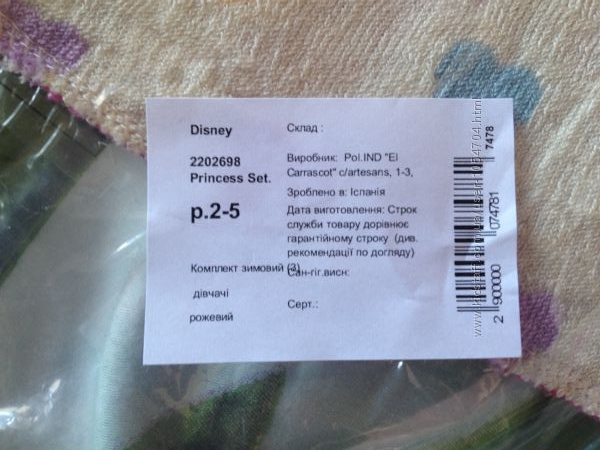 Disney
2202698
Princess Set.
р.2-5
Комплект зимовий (3)
дівчачі
рожевий
Склад :
Виробник: Pol.IND "El
Carrascot" c/artesans, 1-3,
Зроблено в: Іспанія
Дата виготовлення: Строк
служби товару дорівнює
гарантійному строку (див.
рекомендації по догляду)
Сан-гіг.висн:
Серт.:
2 900000 074781
7478